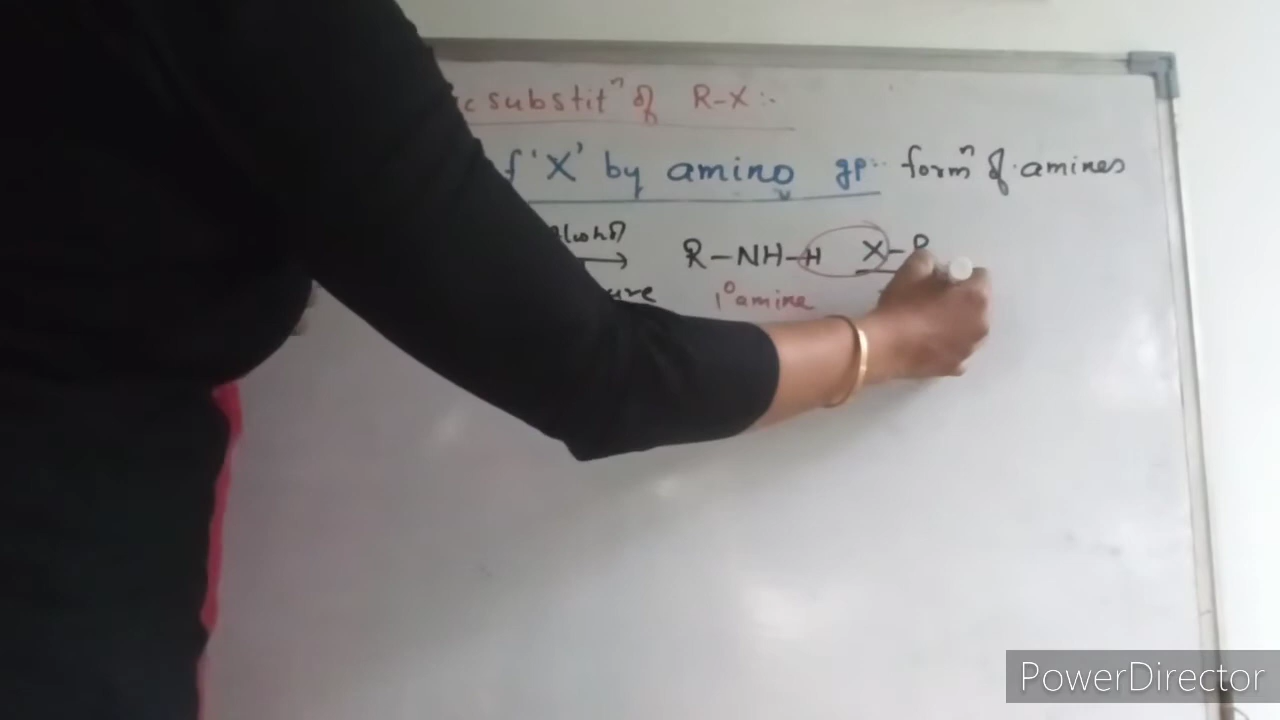 substitⁿ of R-X :-
'X' by amino gp:- formⁿ of amines
R-NH-H X-
1° amine
PowerDirector